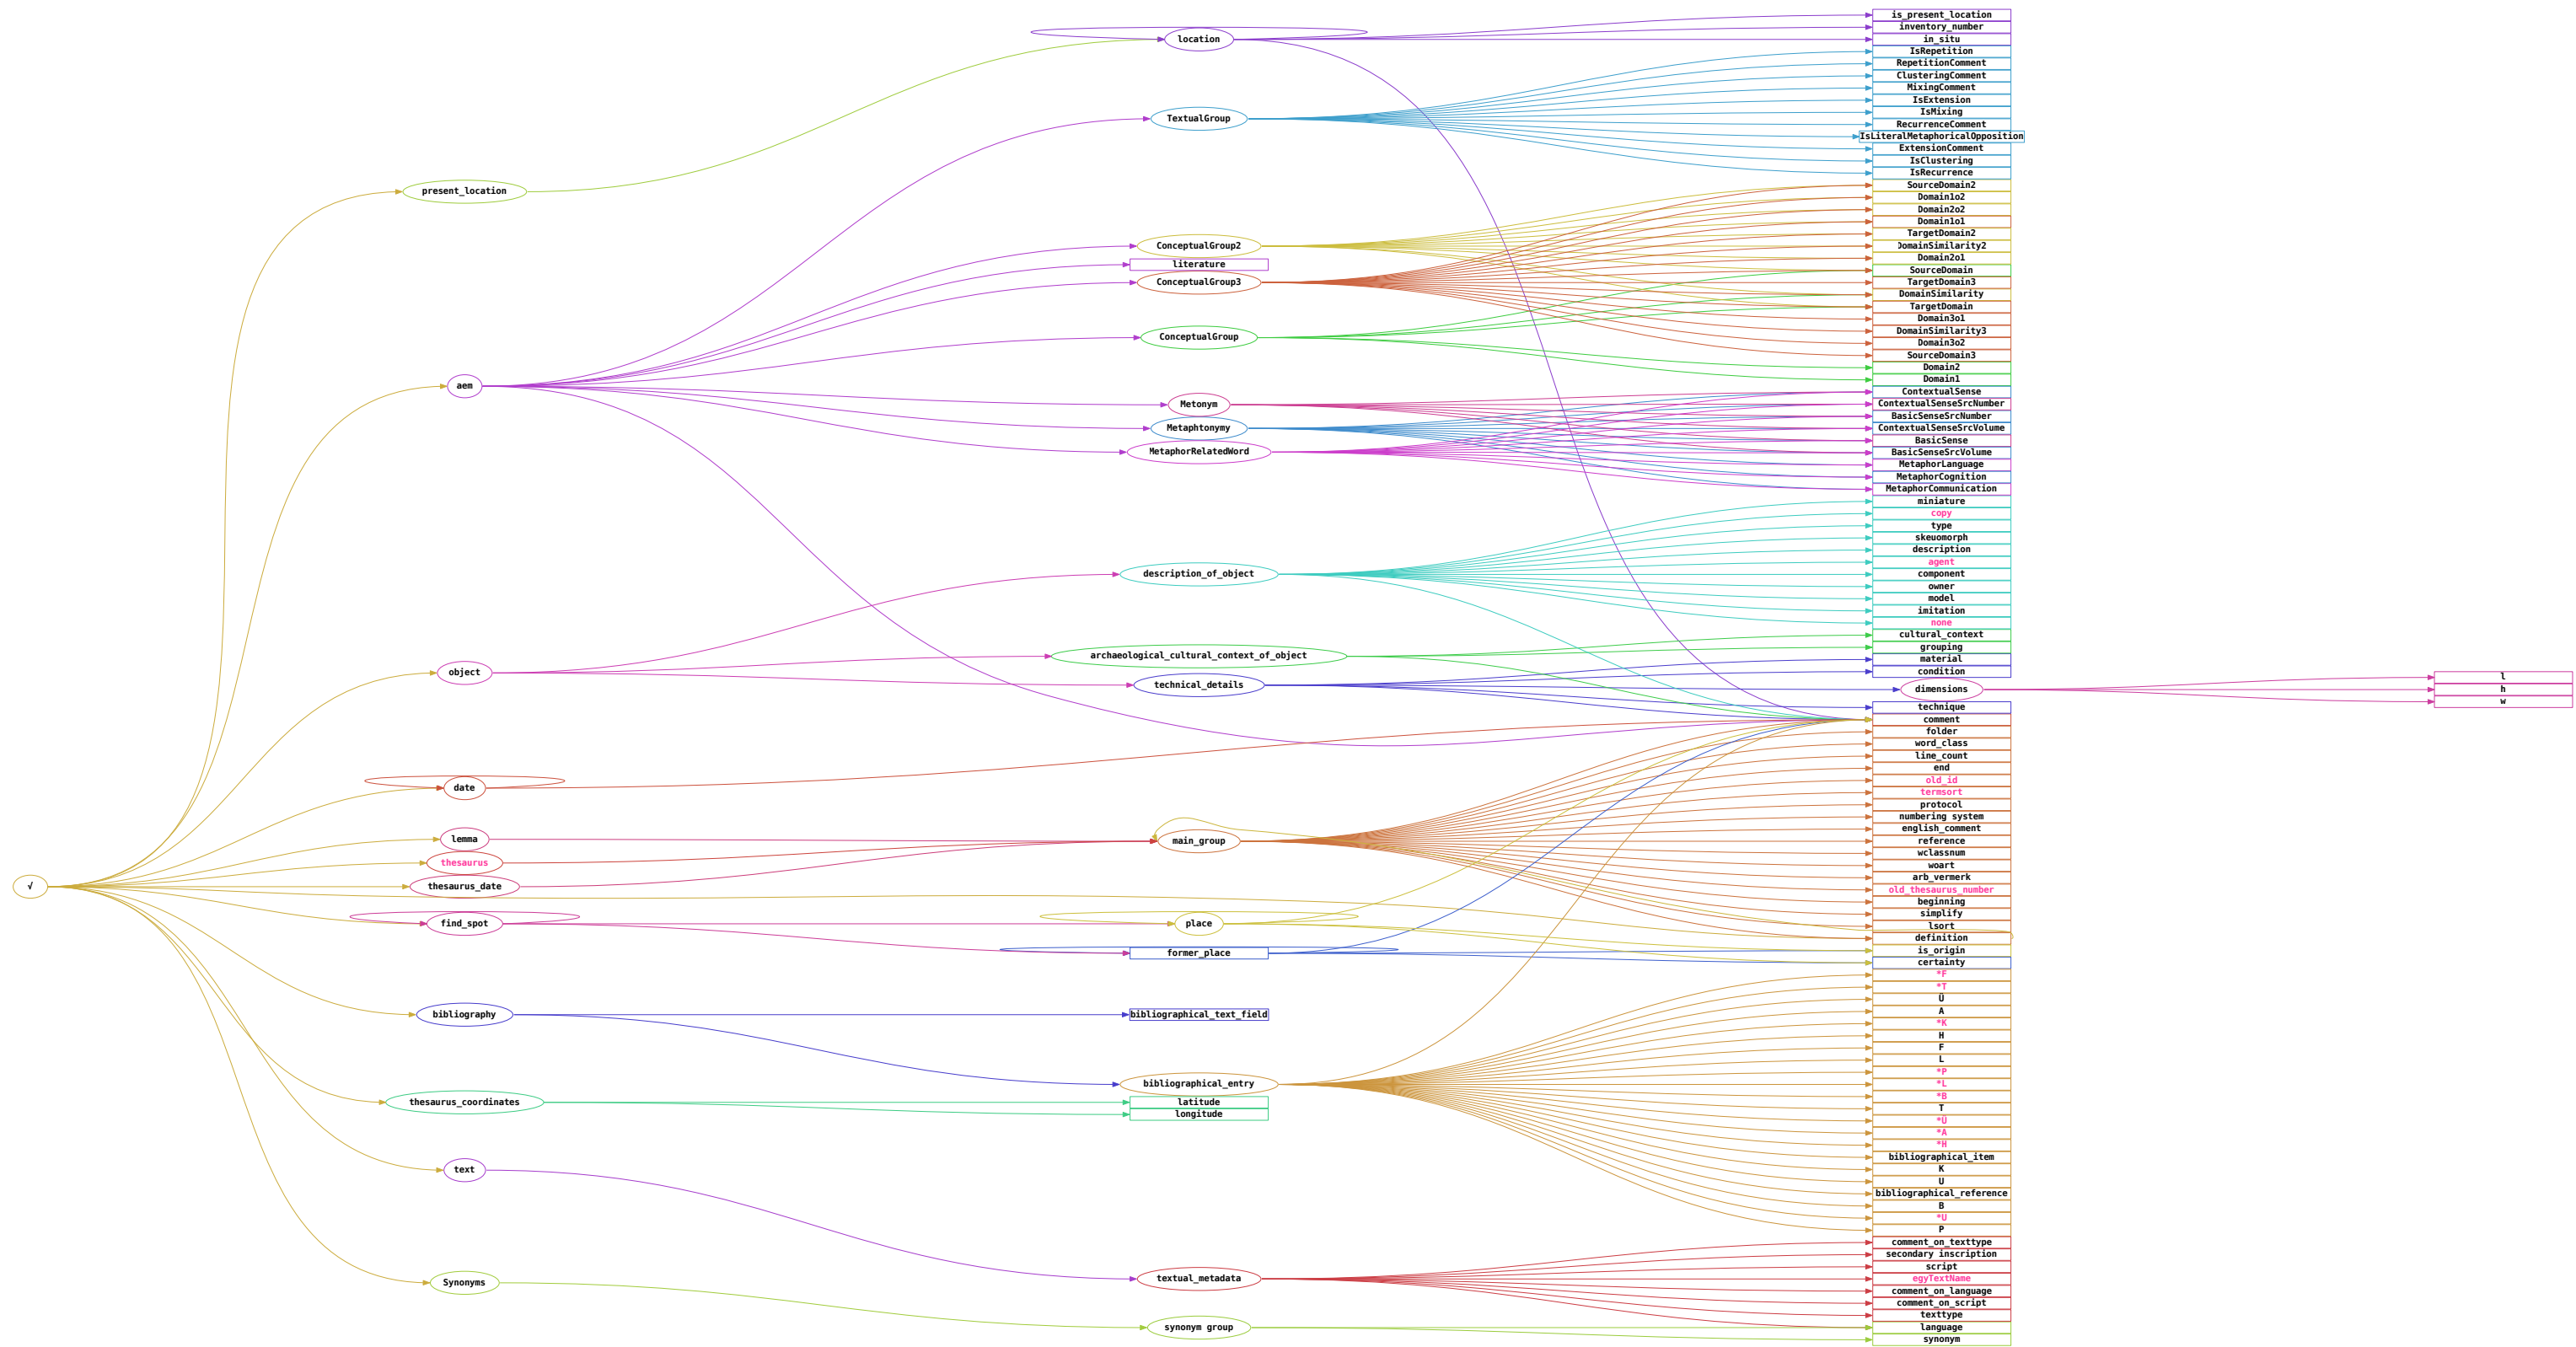 √
present_location
aem
object
date
lemma
thesaurus
thesaurus_date
find_spot
bibliography
thesaurus_coordinates
text
Synonyms
location
TextualGroup
ConceptualGroup2
literature
ConceptualGroup3
ConceptualGroup
Metonym
Metaphtonymy
MetaphorRelatedWord
description_of_object
archaeological_cultural_context_of_object
technical_details
main_group
place
former_place
bibliographical_text_field
bibliographical_entry
latitude
longitude
textual_metadata
synonym group
is_present_location
inventory_number
in_situ
IsRepetition
RepetitionComment
ClusteringComment
MixingComment
IsExtension
IsMixing
RecurrenceComment
IsLiteralMetaphoricalOpposition
ExtensionComment
IsClustering
IsRecurrence
SourceDomain2
Domain1o2
Domain2o2
Domain1o1
TargetDomain2
DomainSimilarity2
Domain2o1
SourceDomain
TargetDomain3
DomainSimilarity
TargetDomain
Domain3o1
DomainSimilarity3
Domain3o2
SourceDomain3
Domain2
Domain1
ContextualSense
ContextualSenseSrcNumber
BasicSenseSrcNumber
ContextualSenseSrcVolume
BasicSense
BasicSenseSrcVolume
MetaphorLanguage
MetaphorCognition
MetaphorCommunication
miniature
copy
type
skeuomorph
description
agent
component
owner
model
imitation
none
cultural_context
grouping
material
condition
dimensions
technique
comment
folder
word_class
line_count
end
old_id
termsort
protocol
numbering system
english_comment
reference
wclassnum
woart
arb_vermerk
old_thesaurus_number
beginning
simplify
lsort
definition
is_origin
certainty
*F
*T
Ü
A
*K
H
F
L
*P
*L
*B
T
*Ü
*A
*H
bibliographical_item
K
U
bibliographical_reference
B
*U
P
comment_on_texttype
secondary inscription
script
egyTextName
comment_on_language
comment_on_script
texttype
language
synonym
l
h
w